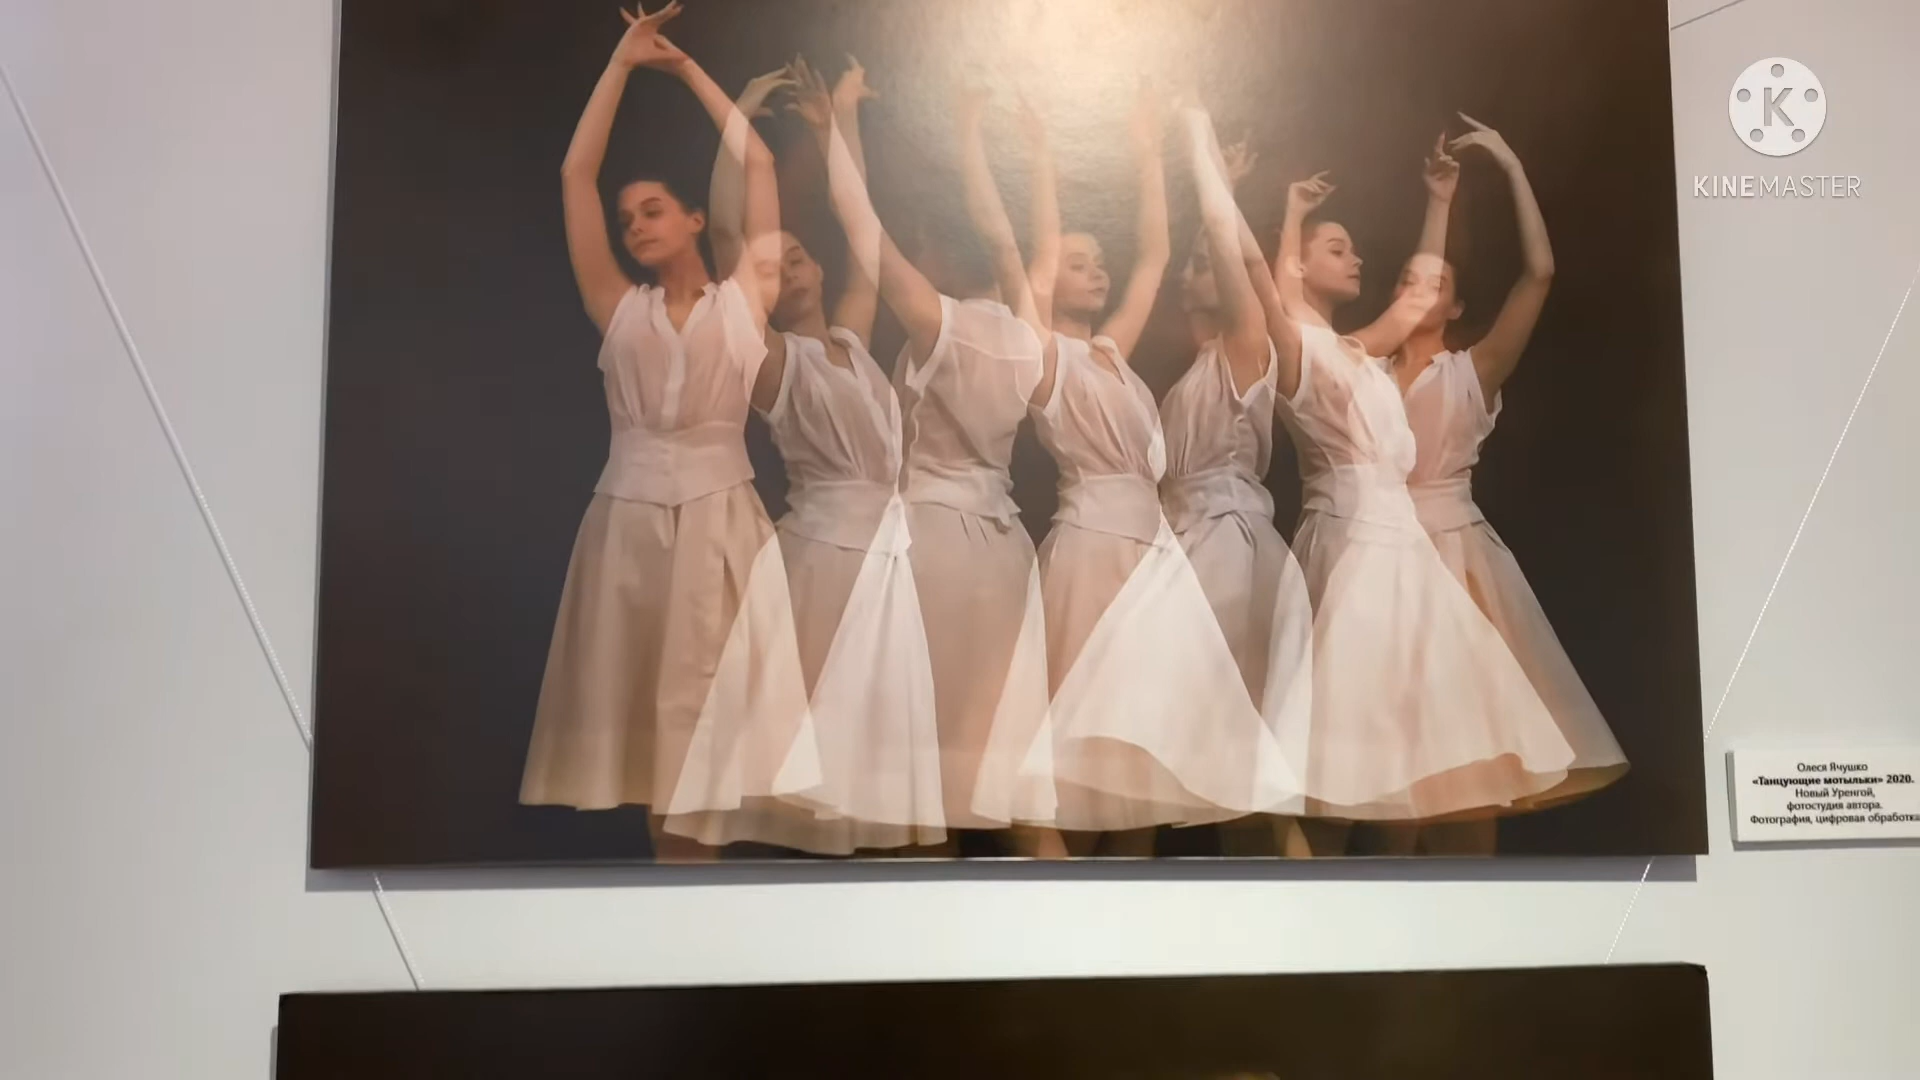 K
KINEMASTER
Олеся Ячушко
«Танцующие мотыльки» 2020.
Новый Уренгой,
фотостудия автора.
Фотография, цифровая обработка